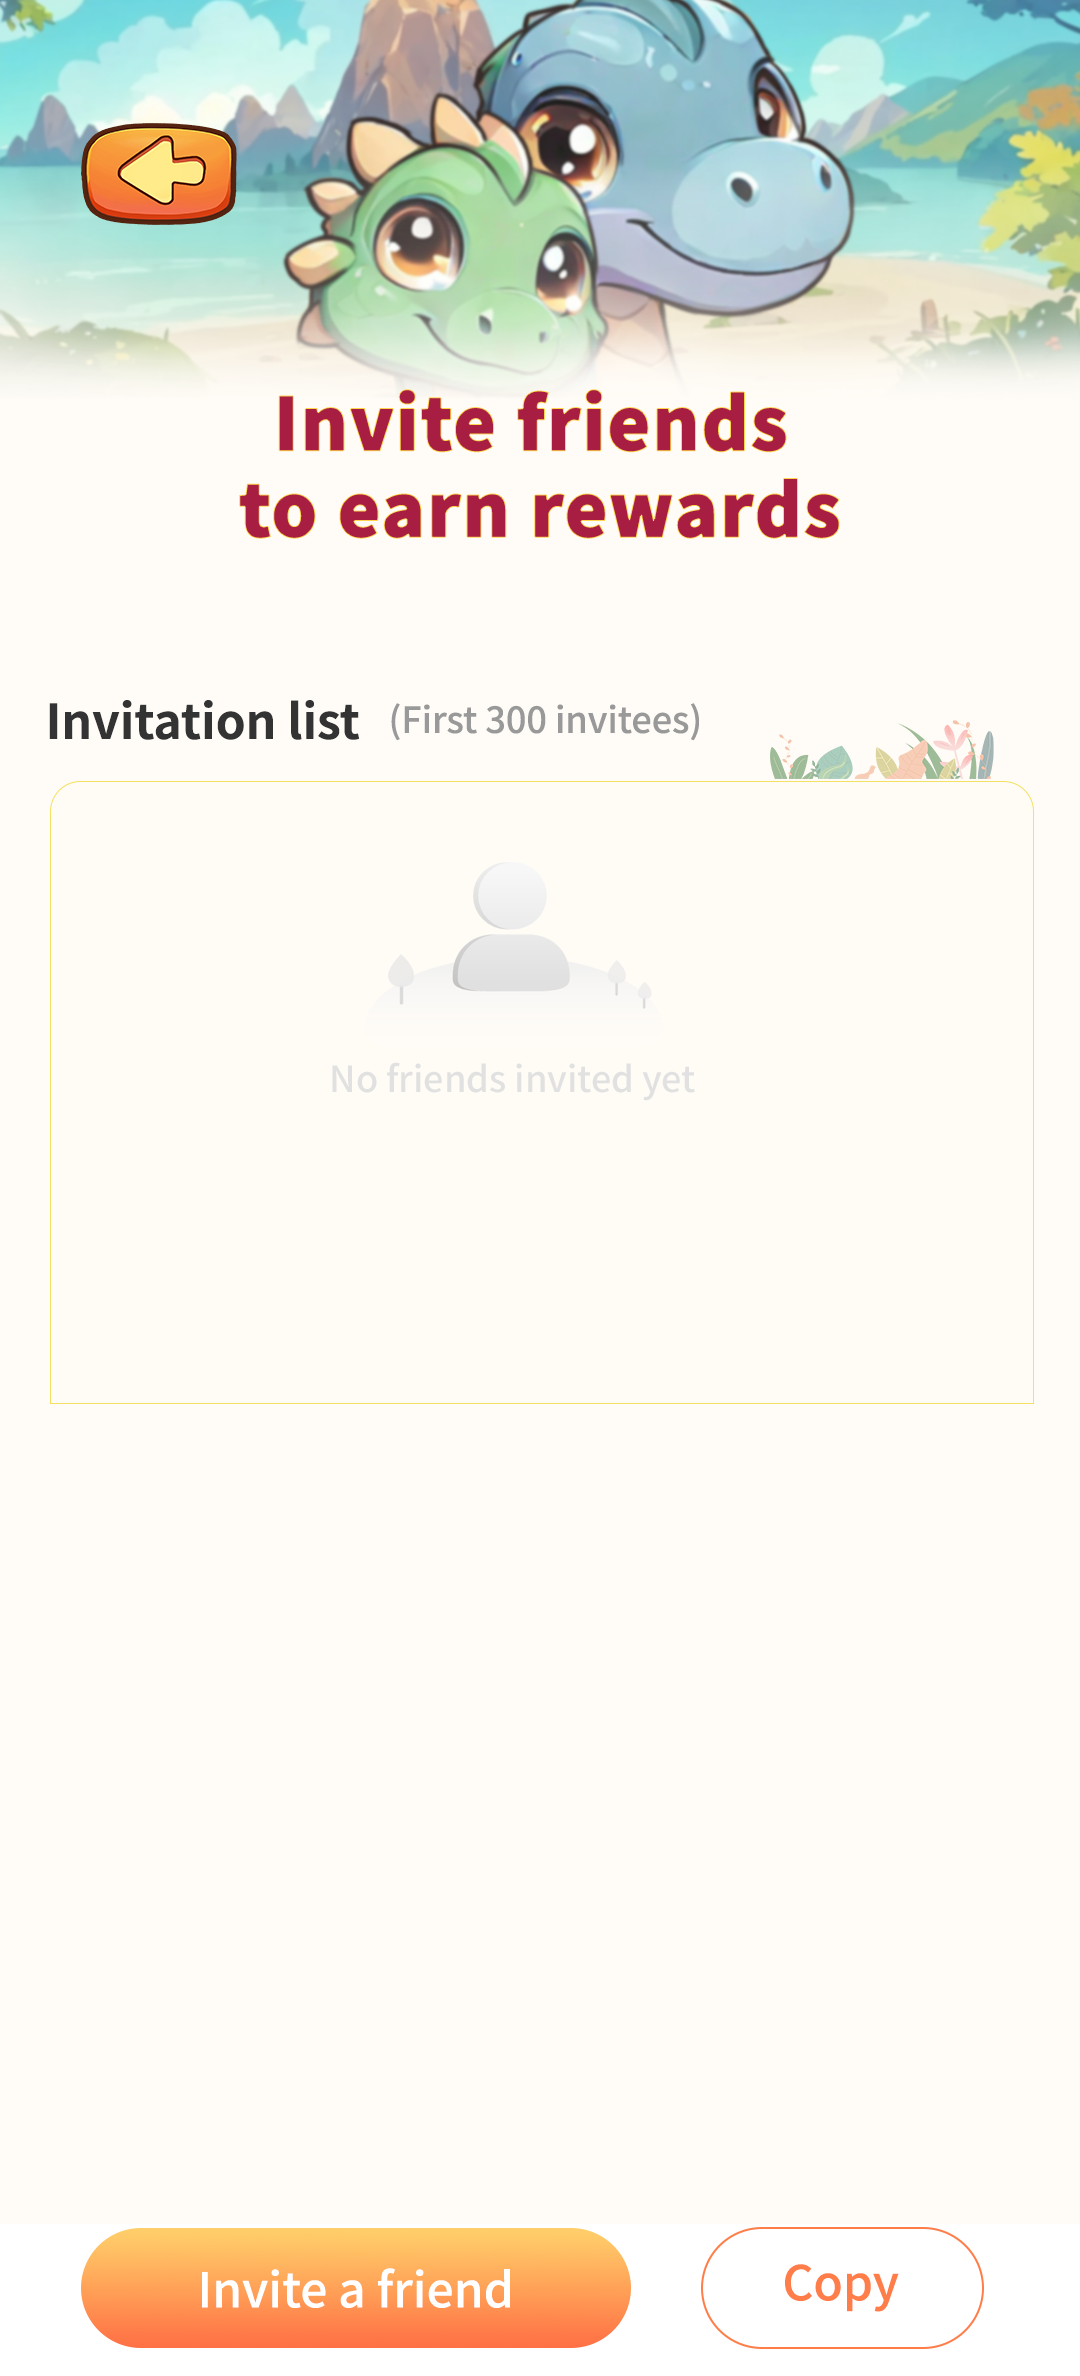 Invite friends
to earn rewards
Invitation list (First 300 invitees)
No friends invited yet
Invite a friend
Copy